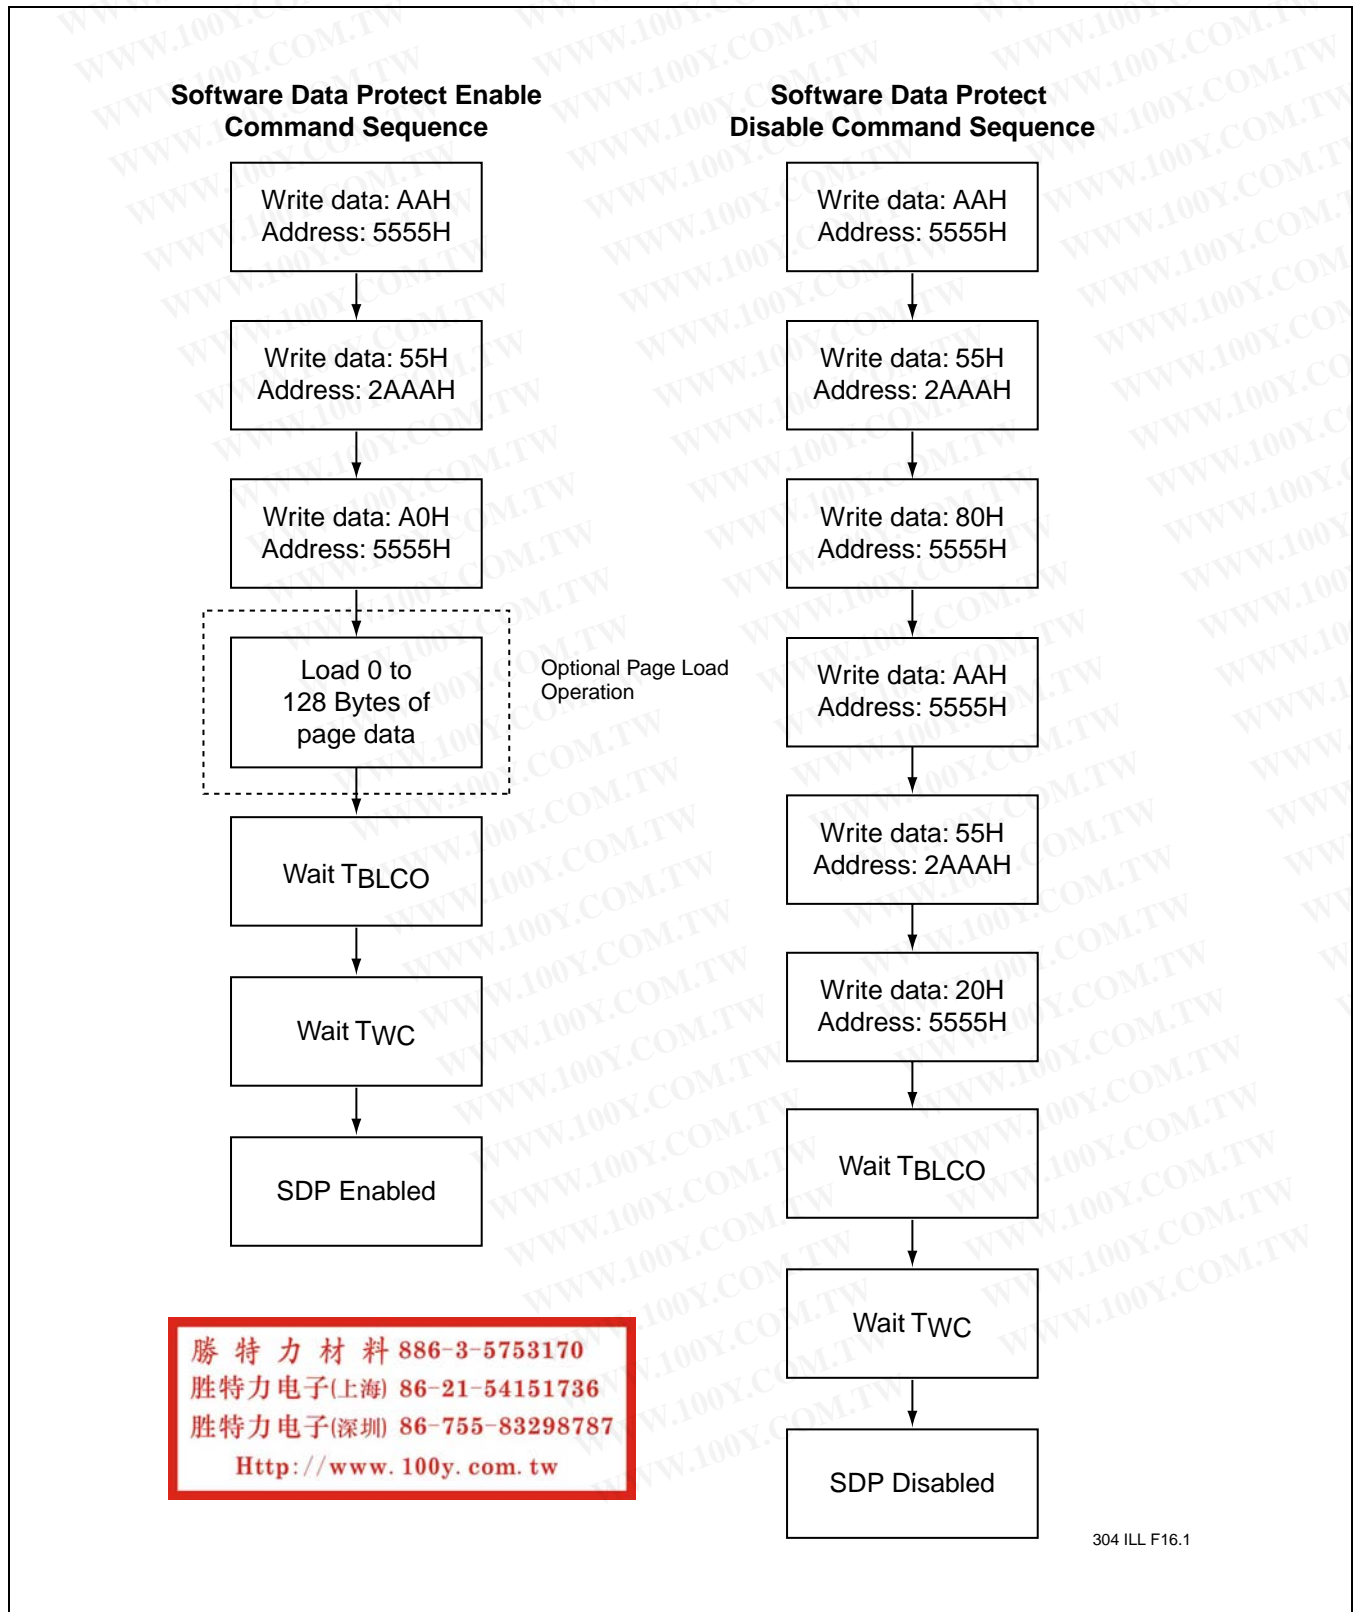 Software Data Protect Enable
Command Sequence
Write data: AAH
Address: 5555H
Write data: 55H
Address: 2AAAH
Write data: A0H
Address: 5555H
Load 0 to
128 Bytes of
page data
Optional Page Load
Operation
Wait TBLCO
Wait TWC
SDP Enabled
Software Data Protect
Disable Command Sequence
Write data: AAH
Address: 5555H
Write data: 55H
Address: 2AAAH
Write data: 80H
Address: 5555H
Write data: AAH
Address: 5555H
Write data: 55H
Address: 2AAAH
Write data: 20H
Address: 5555H
Wait TBLCO
Wait TWC
SDP Disabled
勝 特 力 材 料 886-3-5753170
胜特力电子(上海) 86-21-54151736
胜特力电子(深圳) 86-755-83298787
Http://www.100y.com.tw
304 ILL F16.1
WWW.100Y.COM.TW